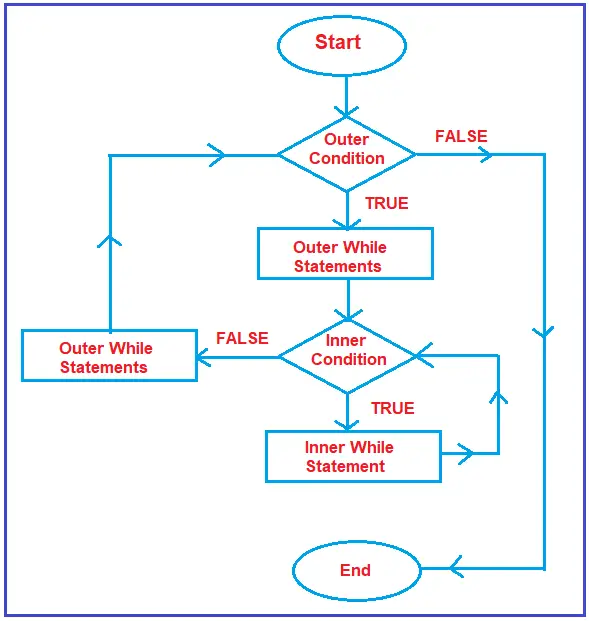 Start
Outer
Condition
FALSE
TRUE
Outer While
Statements
Inner
Condition
FALSE
Outer While
Statements
TRUE
Inner While
Statement
End